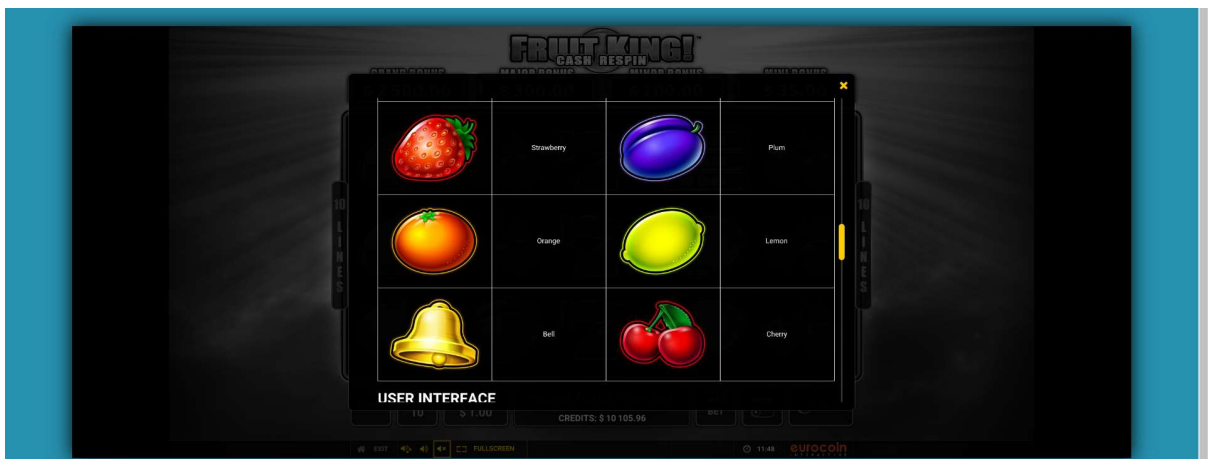 FRUIT KING!
CASH RESPIN
GRAND BONUS MAJOR BONUS MINOR BONUS MINI BONUS
Strawberry Plum
10 LINES 10 LINES
Orange Lemon
Bell Cherry
USER INTERFACE
10 $ 1.00 CREDITS: $ 10 105.96 BET
EXIT FULLSCREEN 11:48 eurocoin